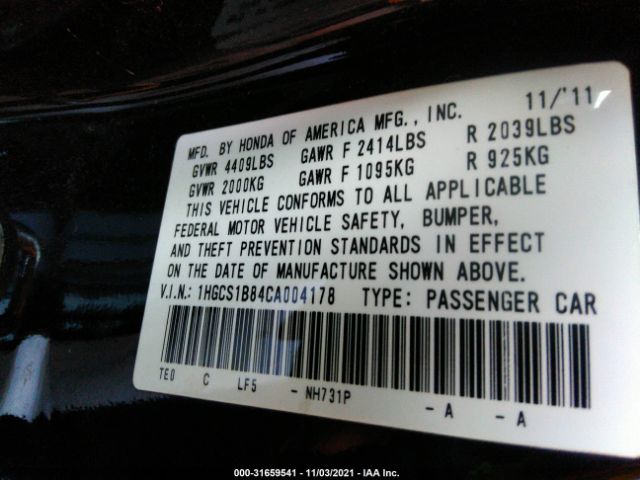 11/'11
MFD. BY HONDA OF AMERICA MFG., INC.
GVWR 4409LBS GAWR F 2414LBS R 2039LBS
GVWR 2000KG GAWR F 1095KG R 925KG
THIS VEHICLE CONFORMS TO ALL APPLICABLE
FEDERAL MOTOR VEHICLE SAFETY, BUMPER,
AND THEFT PREVENTION STANDARDS IN EFFECT
ON THE DATE OF MANUFACTURE SHOWN ABOVE.
V.I.N.: 1HGCS1B84CA004178 TYPE: PASSENGER CAR
TE0 C LF5 - NH731P -A -A
000-31659541 - 11/03/2021 - IAA Inc.